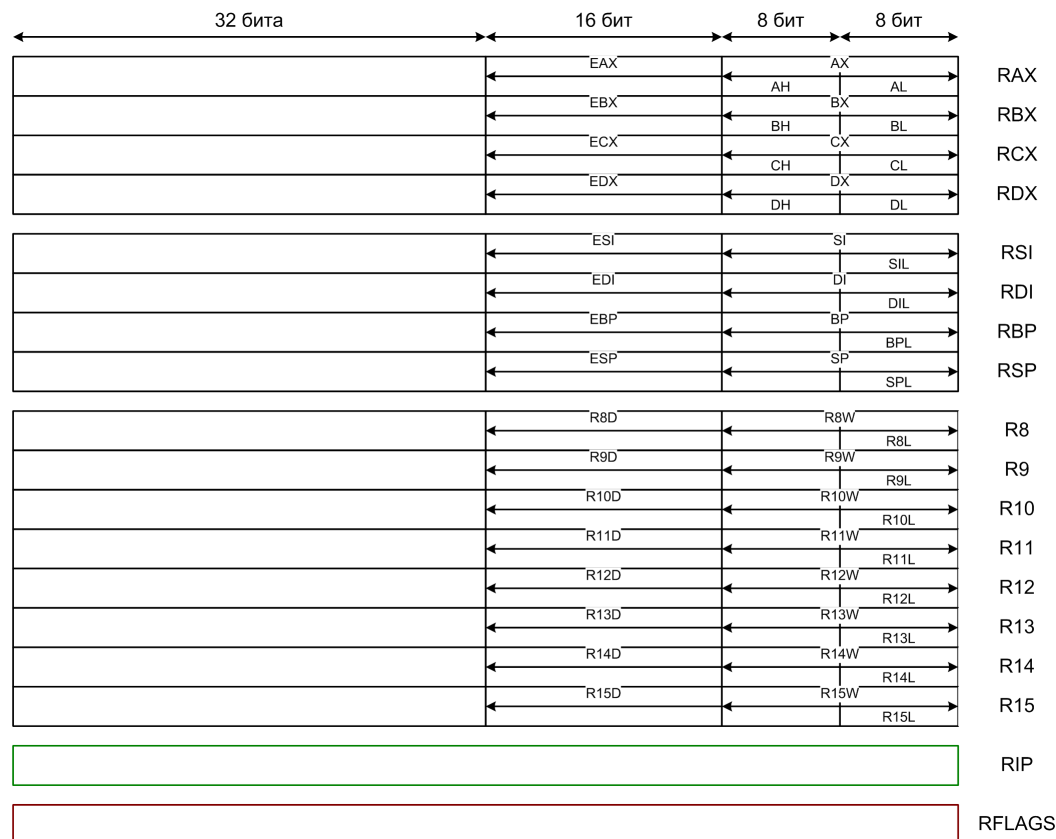 32 бита 16 бит 8 бит 8 бит
EAX AX
RAX
AH AL
EBX BX
RBX
BH BL
ECX CX
RCX
CH CL
EDX DX
RDX
DH DL
ESI SI
RSI
SIL
EDI DI
RDI
DIL
EBP BP
RBP
BPL
ESP SP
RSP
SPL
R8D R8W
R8
R8L
R9D R9W
R9
R9L
R10D R10W
R10
R10L
R11D R11W
R11
R11L
R12D R12W
R12
R12L
R13D R13W
R13
R13L
R14D R14W
R14
R14L
R15D R15W
R15
R15L
RIP
RFLAGS